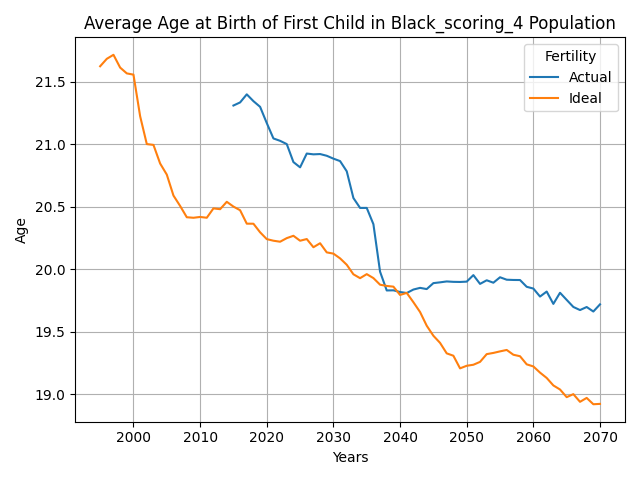 Average Age at Birth of First Child in Black_scoring_4 Population
Fertility
Actual
Ideal
Age
21.5
21.0
20.5
20.0
19.5
19.0
2000 2010 2020 2030 2040 2050 2060 2070
Years